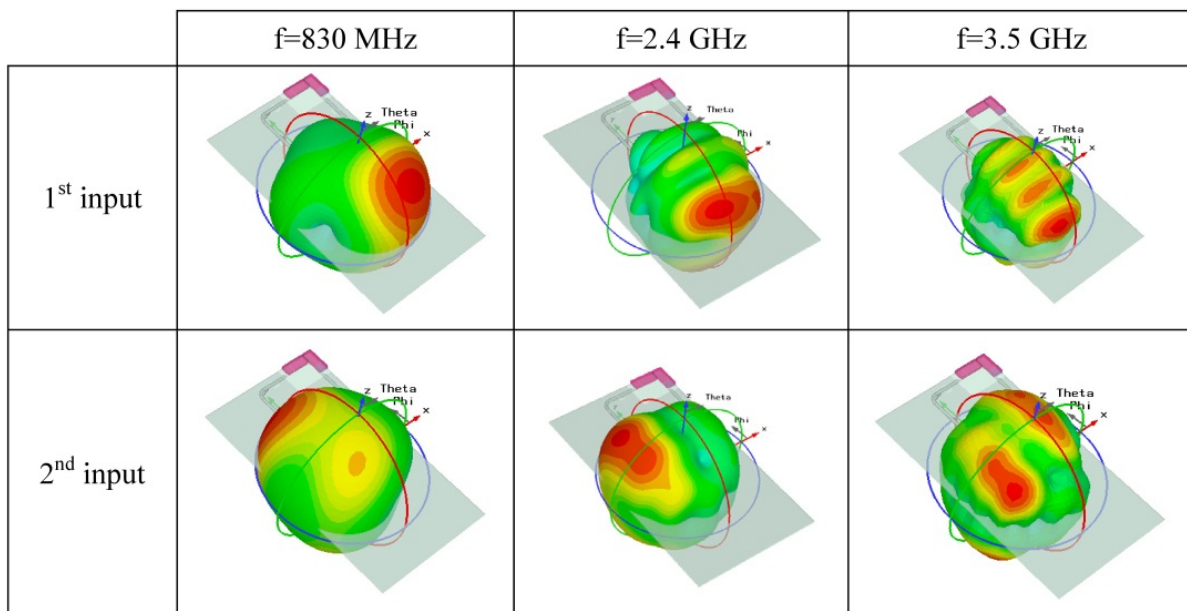 f=830 MHz
f=2.4 GHz
f=3.5 GHz
1st input
z
Theta
Phi
x
z
Theta
Phi
x
z
Theta
Phi
x
2nd input
z
Theta
Phi
x
z
Theta
Phi
x
z
Theta
Phi
x